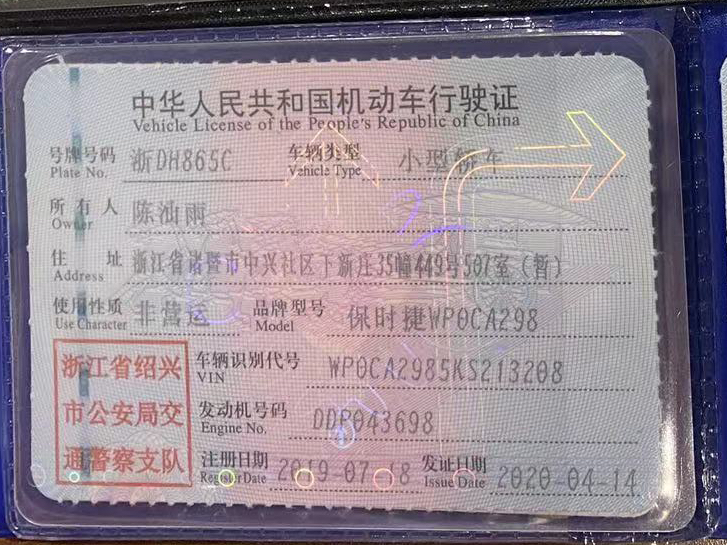 中华人民共和国机动车行驶证
Vehicle License of the People's Republic of China
号牌号码 浙DH865C 车辆类型 小型轿车
Plate No. Vehicle Type
所有人 陈汕雨
Owner
住址 浙江省诸暨市中兴社区下新庄35幢449号507室（暂）
Address
使用性质 非营运 品牌型号 保时捷WP0CA298
Use Character Model
浙江省绍兴
市公安局交
通警察支队
车辆识别代号 WP0CA2985KS213208
VIN
发动机号码 DDP043698
Engine No.
注册日期 2019-07-18 发证日期 2020-04-14
Register Date Issue Date